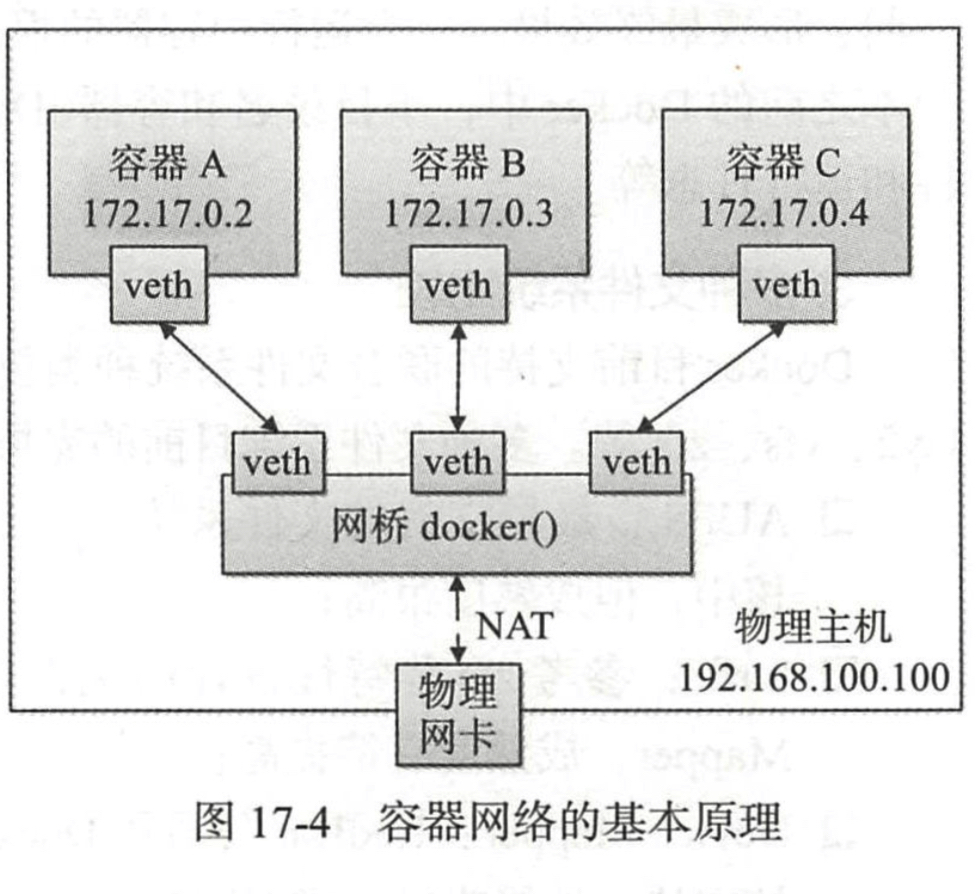 容器 A
172.17.0.2
容器 B
172.17.0.3
容器 C
172.17.0.4
veth
veth
veth
veth
veth
veth
网桥 docker()
NAT
物理主机
192.168.100.100
物理
网卡
图 17-4 容器网络的基本原理